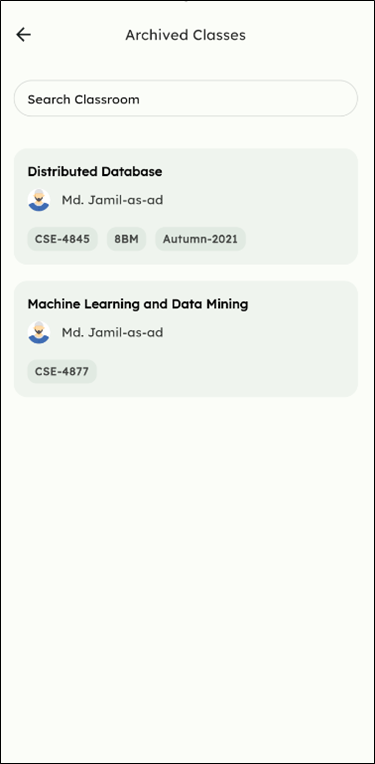 Archived Classes
Search Classroom
Distributed Database
Md. Jamil-as-ad
CSE-4845 8BM Autumn-2021
Machine Learning and Data Mining
Md. Jamil-as-ad
CSE-4877